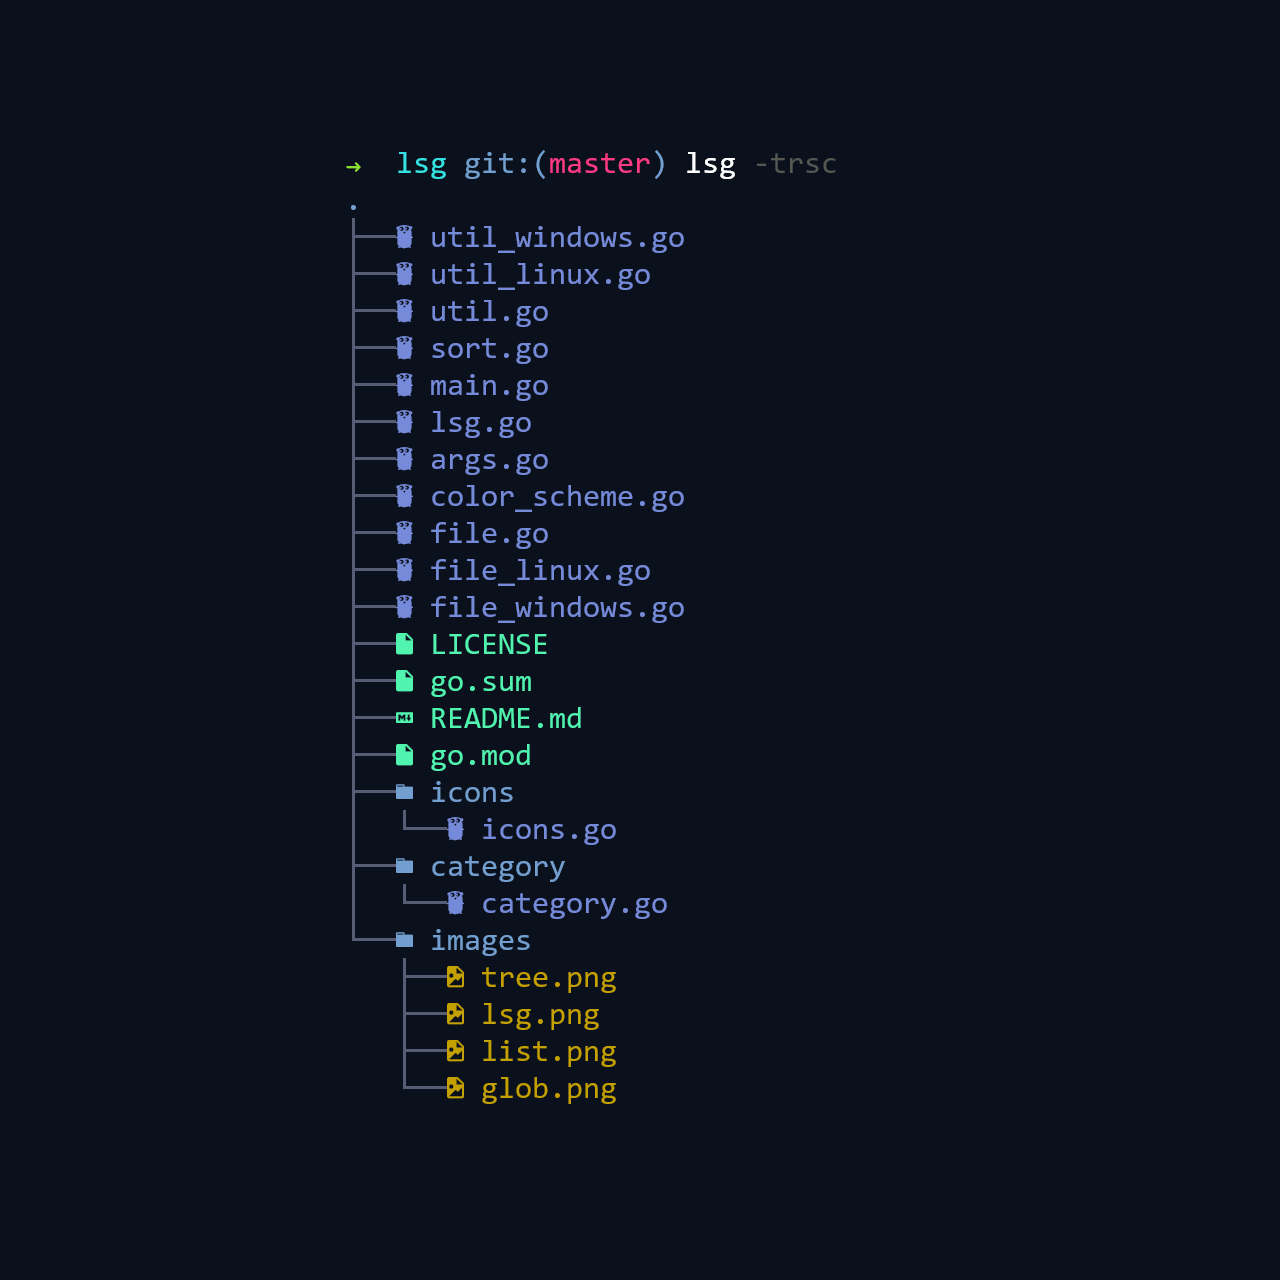 → lsg git:(master) lsg -trsc
.
util_windows.go
util_linux.go
util.go
sort.go
main.go
lsg.go
args.go
color_scheme.go
file.go
file_linux.go
file_windows.go
LICENSE
go.sum
README.md
go.mod
icons
icons.go
category
category.go
images
tree.png
lsg.png
list.png
glob.png